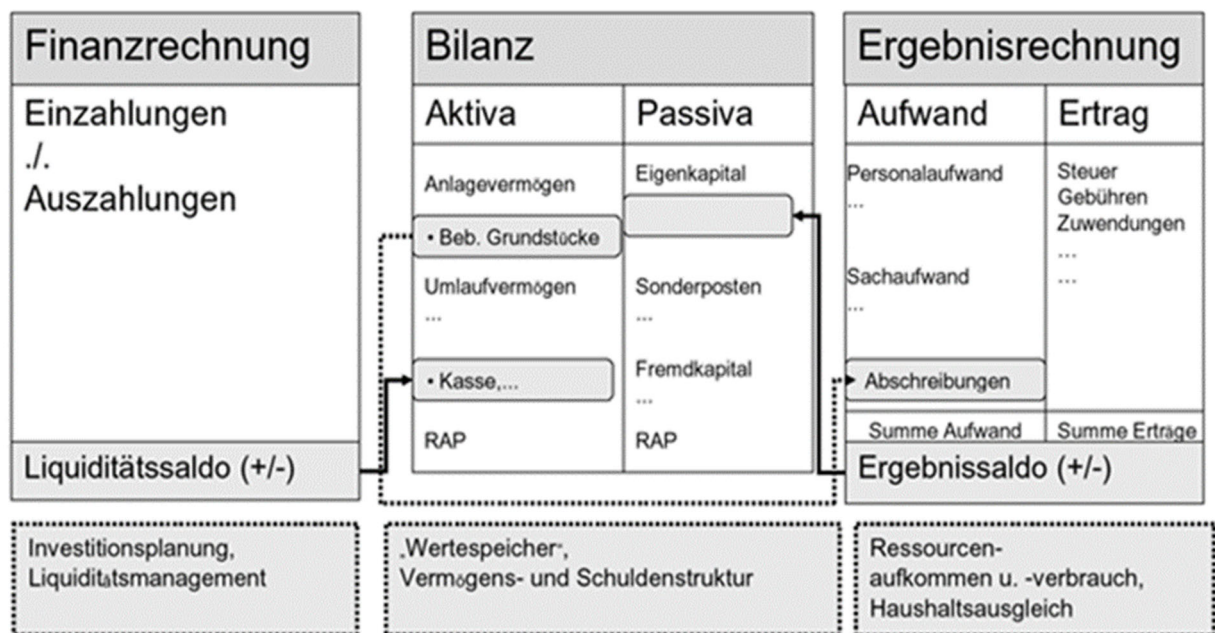 Finanzrechnung
Einzahlungen
./.
Auszahlungen
Liquiditätssaldo (+/-)
Investitionsplanung,
Liquiditätsmanagement
Bilanz
Aktiva
Anlagevermögen
• Beb. Grundstücke
Umlaufvermögen
...
• Kasse,...
RAP
Passiva
Eigenkapital
Sonderposten
...
Fremdkapital
...
RAP
„Wertespeicher“,
Vermögens- und Schuldenstruktur
Ergebnisrechnung
Aufwand
Personalaufwand
...
Sachaufwand
...
Abschreibungen
Summe Aufwand
Ertrag
Steuer
Gebühren
Zuwendungen
...
...
Summe Erträge
Ergebnissaldo (+/-)
Ressourcen-
aufkommen u. -verbrauch,
Haushaltsausgleich